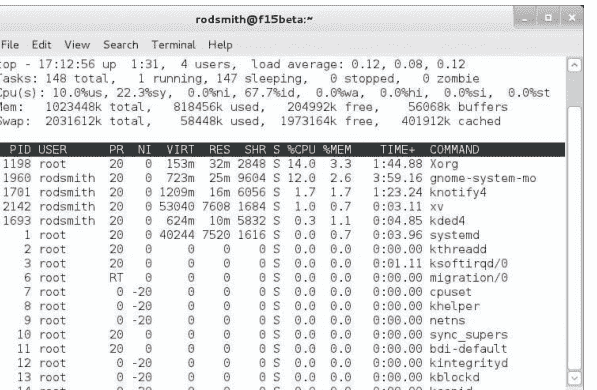 rodsmith@f15beta:~
File Edit View Search Terminal Help
top - 17:12:56 up 1:31, 4 users, load average: 0.12, 0.08, 0.12
Tasks: 148 total, 1 running, 147 sleeping, 0 stopped, 0 zombie
Cpu(s): 10.0%us, 22.3%sy, 0.0%ni, 67.7%id, 0.0%wa, 0.0%hi, 0.0%si, 0.0%st
Mem: 1023448k total, 818456k used, 204992k free, 56068k buffers
Swap: 2031612k total, 58448k used, 1973164k free, 401912k cached
PID USER PR NI VIRT RES SHR S %CPU %MEM TIME+ COMMAND
1198 root 20 0 153m 32m 2848 S 14.0 3.3 1:44.88 Xorg
1960 rodsmith 20 0 723m 25m 9604 S 12.0 2.6 3:59.16 gnome-system-mo
1701 rodsmith 20 0 1209m 16m 6056 S 1.7 1.7 1:23.24 knotify4
2142 rodsmith 20 0 53040 7608 1684 S 1.0 0.7 0:03.11 xv
1693 rodsmith 20 0 624m 10m 5832 S 0.3 1.1 0:04.85 kded4
1 root 20 0 40244 7520 1616 S 0.0 0.7 0:03.96 systemd
2 root 20 0 0 0 0 S 0.0 0.0 0:00.00 kthreadd
3 root 20 0 0 0 0 S 0.0 0.0 0:01.11 ksoftirqd/0
6 root RT 0 0 0 0 S 0.0 0.0 0:00.00 migration/0
7 root 0 -20 0 0 0 S 0.0 0.0 0:00.00 cpuset
8 root 0 -20 0 0 0 S 0.0 0.0 0:00.00 khelper
9 root 0 -20 0 0 0 S 0.0 0.0 0:00.00 netns
10 root 20 0 0 0 0 S 0.0 0.0 0:00.00 sync_supers
11 root 20 0 0 0 0 S 0.0 0.0 0:00.00 bdi-default
12 root 0 -20 0 0 0 S 0.0 0.0 0:00.00 kintegrityd
13 root 0 -20 0 0 0 S 0.0 0.0 0:00.00 kblockd